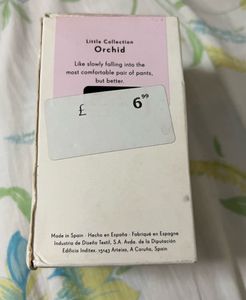 Little Collection
Orchid
Like slowly falling into the
most comfortable pair of pants,
but better.
£ 6.99
Made in Spain · Hecho en España · Fabriqué en Espagne
Industria de Diseño Textil, S.A. Avda. de la Diputación
Edificio Inditex. 15143 Arteixo, A Coruña, Spain